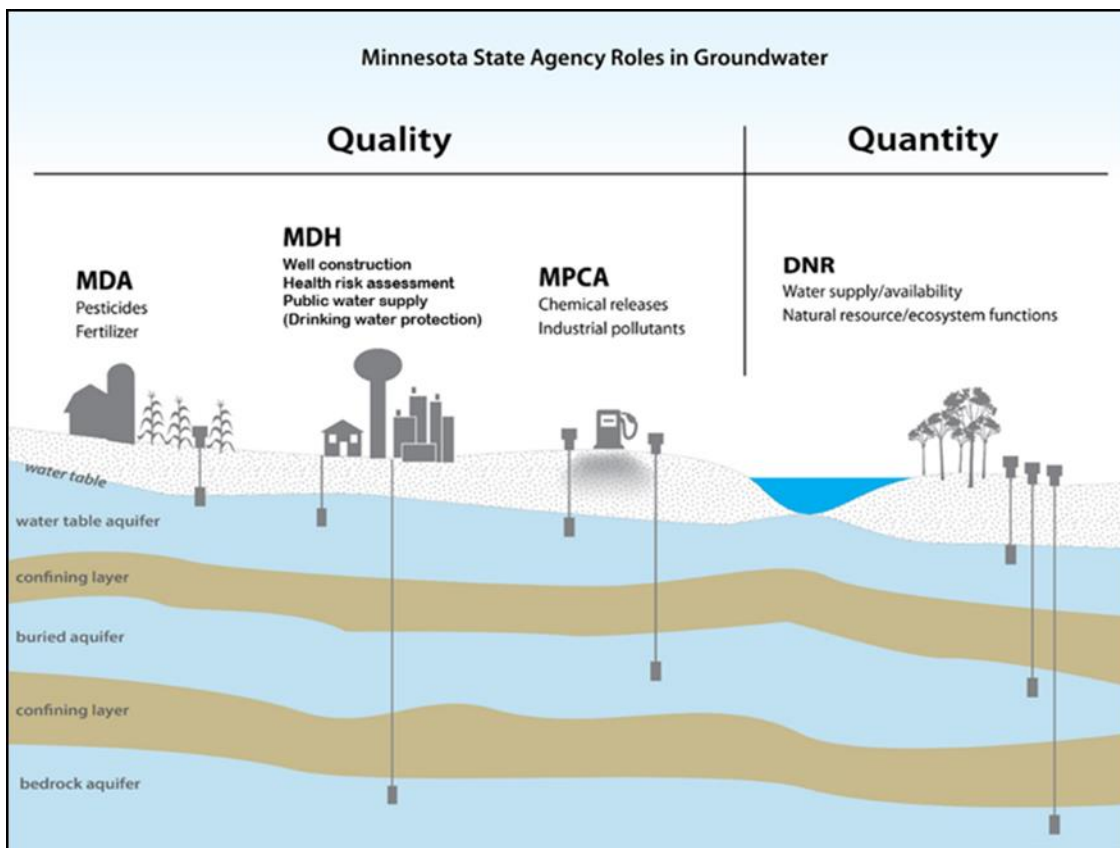 Minnesota State Agency Roles in Groundwater
Quality
Quantity
MDA
Pesticides
Fertilizer
MDH
Well construction
Health risk assessment
Public water supply
(Drinking water protection)
MPCA
Chemical releases
Industrial pollutants
DNR
Water supply/availability
Natural resource/ecosystem functions
water table
water table aquifer
confining layer
buried aquifer
confining layer
bedrock aquifer